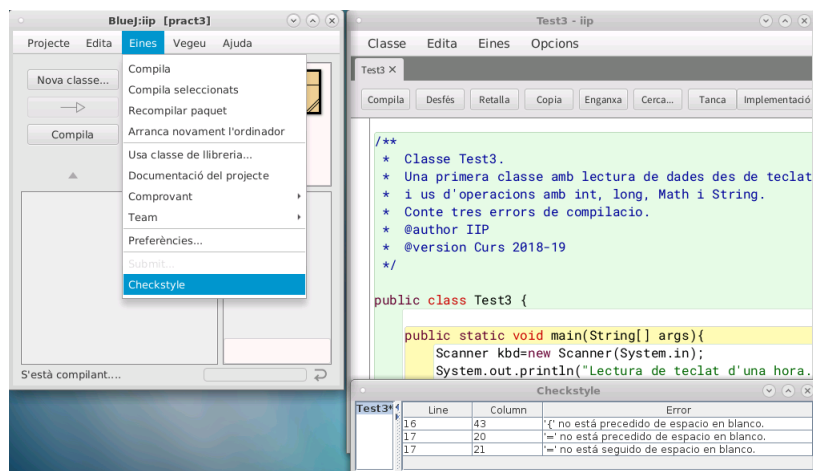 BlueJ:iip [pract3]
Projecte Edita Eines Vegeu Ajuda
Nova classe...
Compila
Compila
Compila seleccionats
Recompilar paquet
Arranca novament l'ordinador
Usa classe de llibreria...
Documentació del projecte
Comprovant
Team
Preferències...
Submit...
Checkstyle
S'està compilant....
Test3 - iip
Classe Edita Eines Opcions
Test3 X
Compila Desfés Retalla Copia Enganxa Cerca... Tanca Implementació
/**
* Classe Test3.
* Una primera classe amb lectura de dades des de teclat
* i us d'operacions amb int, long, Math i String.
* Conte tres errors de compilacio.
* @author IIP
* @version Curs 2018-19
*/
public class Test3 {
public static void main(String[] args){
Scanner kbd=new Scanner(System.in);
System.out.println("Lectura de teclat d'una hora.
Checkstyle
Test3*
Line Column Error
16 43 '{' no está precedido de espacio en blanco.
17 20 '=' no está precedido de espacio en blanco.
17 21 '=' no está seguido de espacio en blanco.